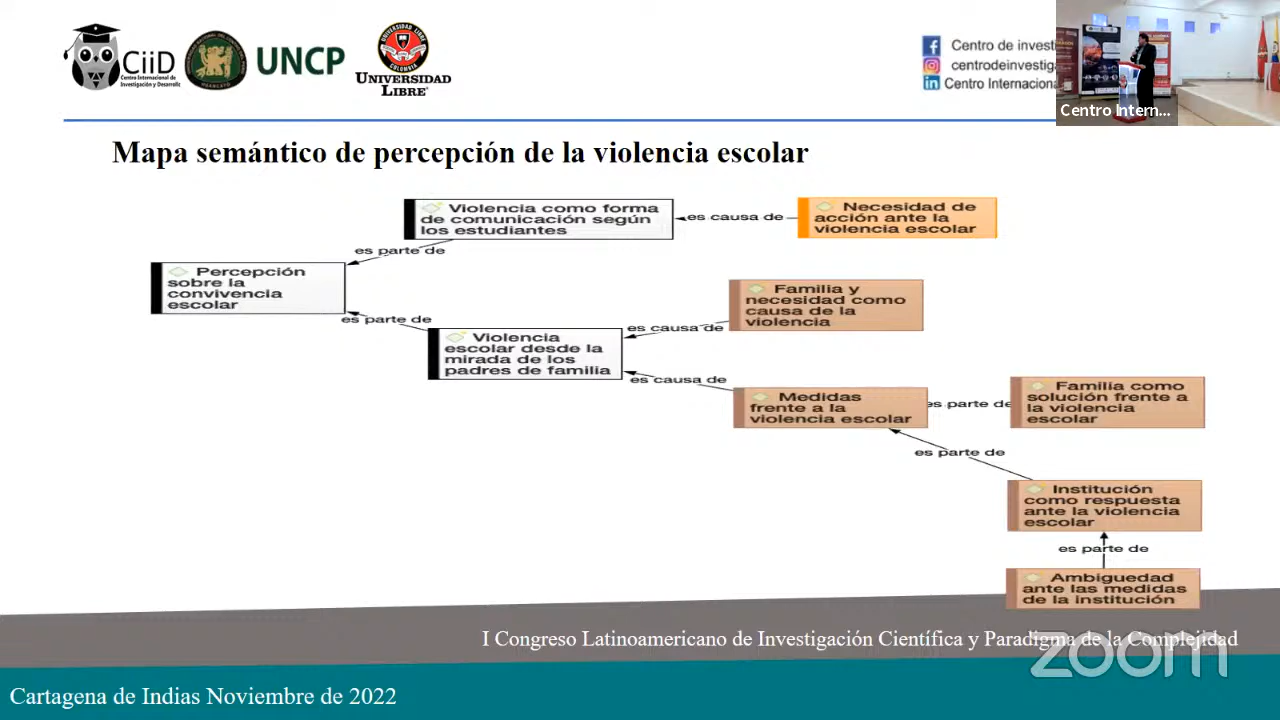 CiiD
Centro Internacional de
Investigación y Desarrollo
UNCP
UNIVERSIDAD
LIBRE
Centro de invest
centrodeinvestiga
Centro Internaciona
Centro Intern...
Mapa semántico de percepción de la violencia escolar
Violencia como forma
de comunicación según
los estudiantes
es causa de
Necesidad de
acción ante la
violencia escolar
es parte de
Percepción
sobre la
convivencia
escolar
es parte de
Violencia
escolar desde la
mirada de los
padres de familia
es causa de
Familia y
necesidad como
causa de la
violencia
es causa de
Medidas
frente a la
violencia escolar
es parte de
Familia como
solución frente a
la violencia
escolar
es parte de
Institución
como respuesta
ante la violencia
escolar
es parte de
Ambiguedad
ante las medidas
de la institución
I Congreso Latinoamericano de Investigación Científica y Paradigma de la Complejidad
zoom
Cartagena de Indias Noviembre de 2022